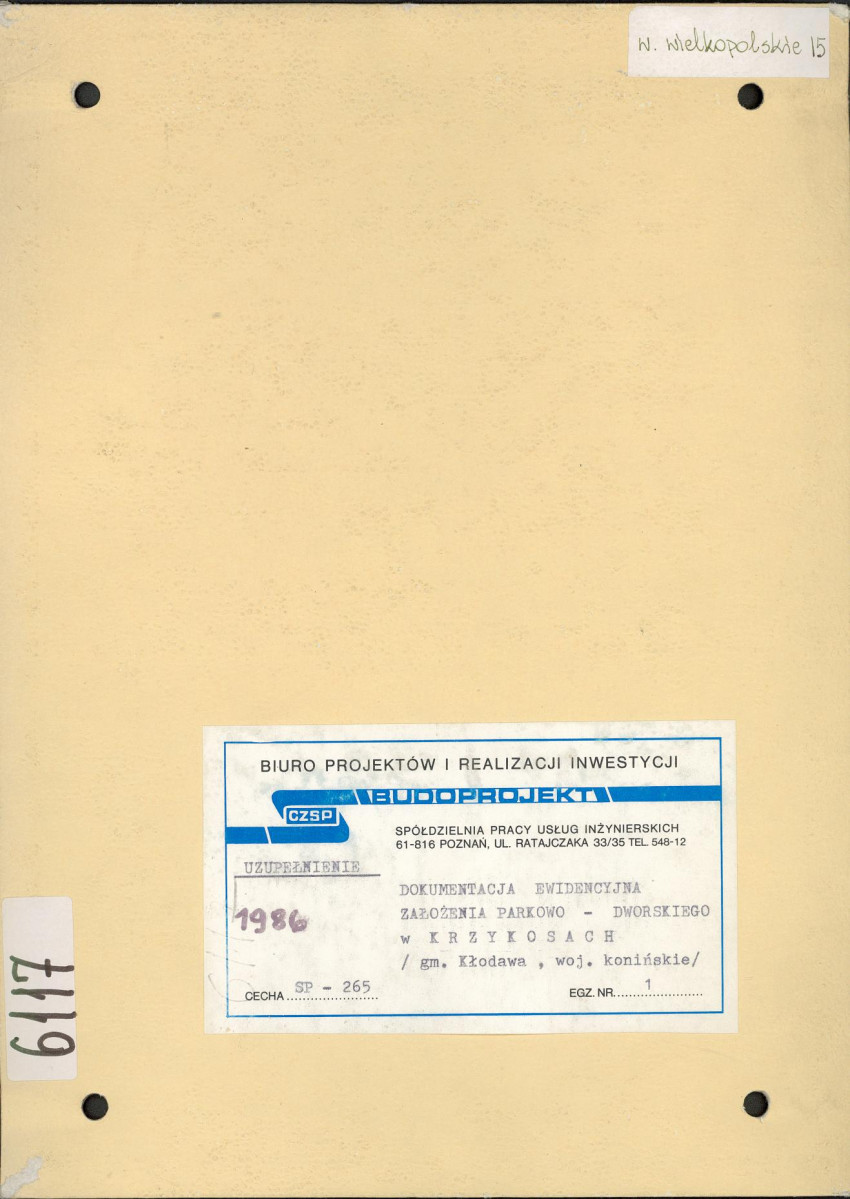 w. wielkopolskie 15
BIURO PROJEKTÓW I REALIZACJI INWESTYCJI
BUDOPROJEKT
CZSP
SPÓŁDZIELNIA PRACY USŁUG INŻYNIERSKICH
61-816 POZNAŃ, UL. RATAJCZAKA 33/35 TEL. 548-12
UZUPEŁNIENIE
1986
DOKUMENTACJA EWIDENCYJNA
ZAŁOŻENIA PARKOWO - DWORSKIEGO
w K R Z Y K O S A C H
/ gm. Kłodawa , woj. konińskie/
CECHA SP - 265
EGZ. NR. 1
6117